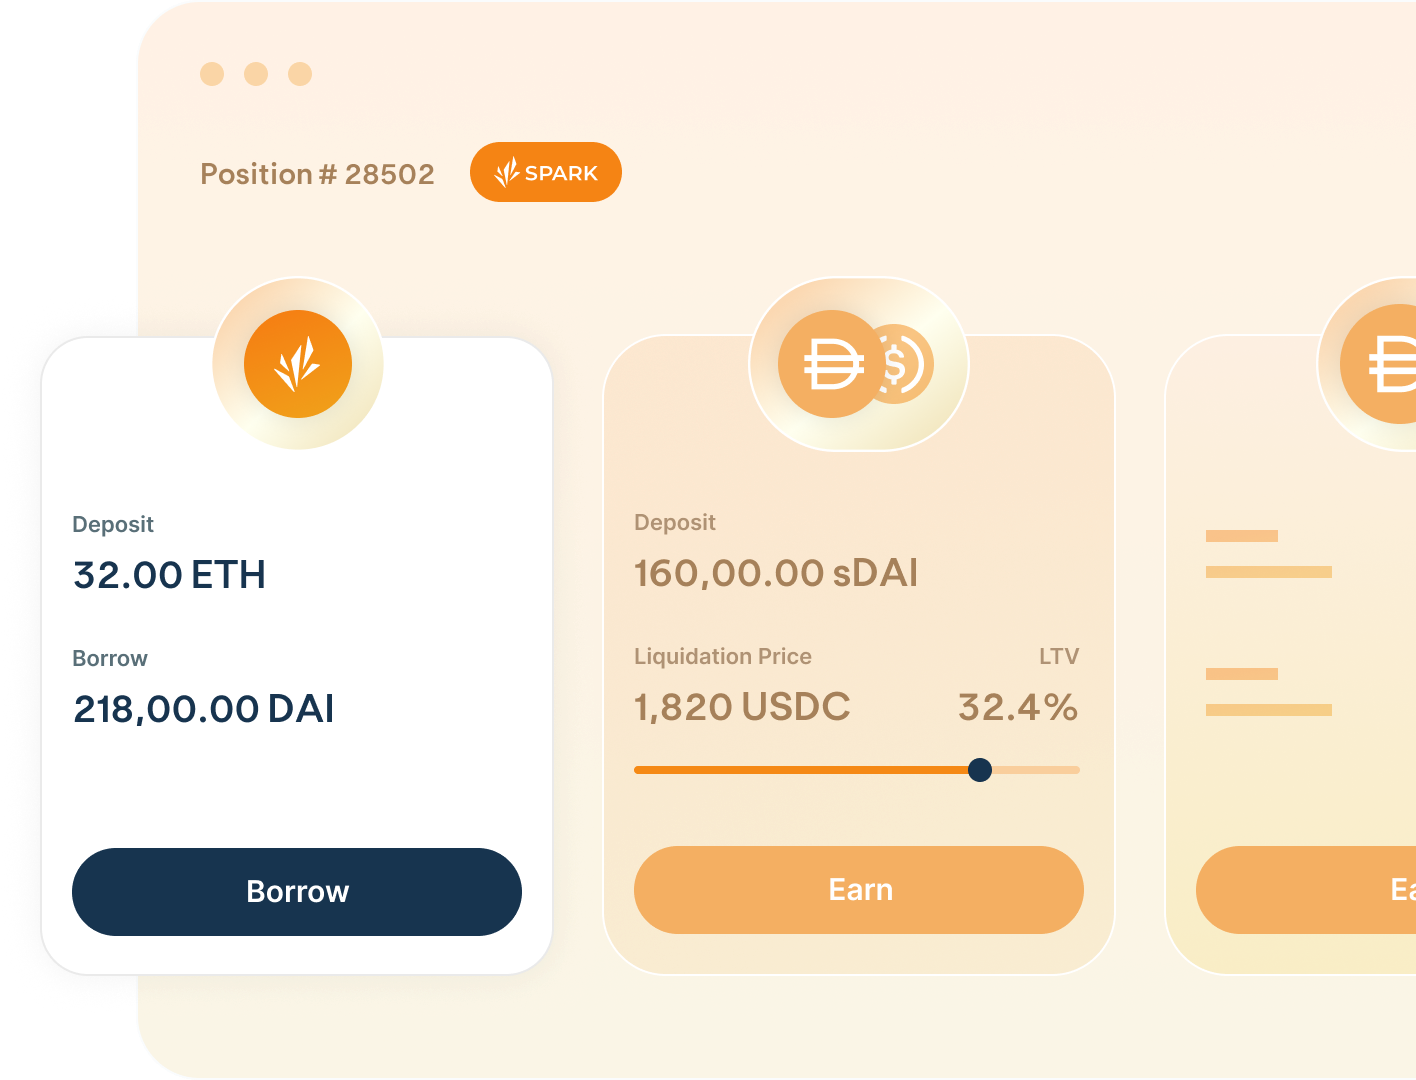 Position # 28502
SPARK
Deposit
32.00 ETH
Borrow
218,00.00 DAI
Borrow
Deposit
160,00.00 sDAI
Liquidation Price
LTV
1,820 USDC
32.4%
Earn
Ea